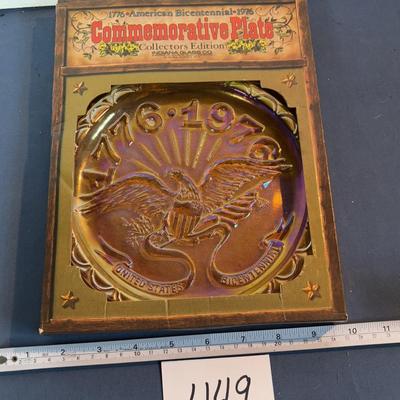 1776 • American Bicentennial • 1976
Commemorative Plate
Collectors Edition
INDIANA GLASS CO.
1776 • 1976
UNITED STATES
BICENTENNIAL
1 2 3 4 5 6 7 8 9 10 11
1149